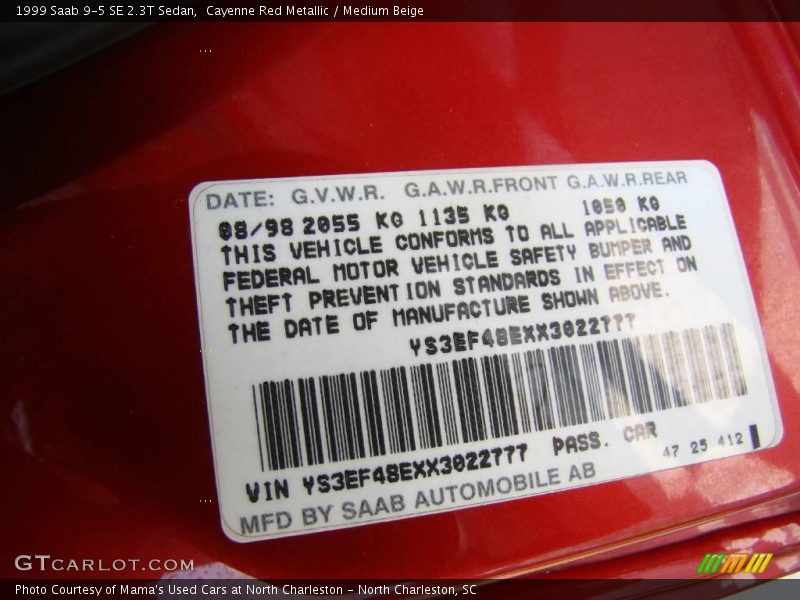 1999 Saab 9-5 SE 2.3T Sedan, Cayenne Red Metallic / Medium Beige
DATE: G.V.W.R. G.A.W.R.FRONT G.A.W.R.REAR
08/98 2055 KG 1135 KG 1050 KG
THIS VEHICLE CONFORMS TO ALL APPLICABLE
FEDERAL MOTOR VEHICLE SAFETY BUMPER AND
THEFT PREVENTION STANDARDS IN EFFECT ON
THE DATE OF MANUFACTURE SHOWN ABOVE.
YS3EF48EXX3022777
VIN YS3EF48EXX3022777 PASS. CAR
MFD BY SAAB AUTOMOBILE AB 47 25 412
GTCARLOT.COM
Photo Courtesy of Mama's Used Cars at North Charleston - North Charleston, SC